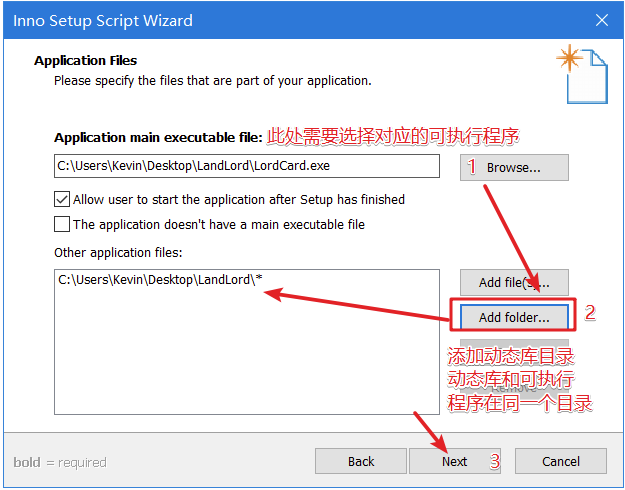 Inno Setup Script Wizard
Application Files
Please specify the files that are part of your application.
Application main executable file: 此处需要选择对应的可执行程序
C:\Users\Kevin\Desktop\LandLord\LordCard.exe
1 Browse...
Allow user to start the application after Setup has finished
The application doesn't have a main executable file
Other application files:
C:\Users\Kevin\Desktop\LandLord\*
Add file(s)...
Add folder... 2
添加动态库目录
动态库和可执行
程序在同一个目录
Remove
bold = required
Back
Next 3
Cancel